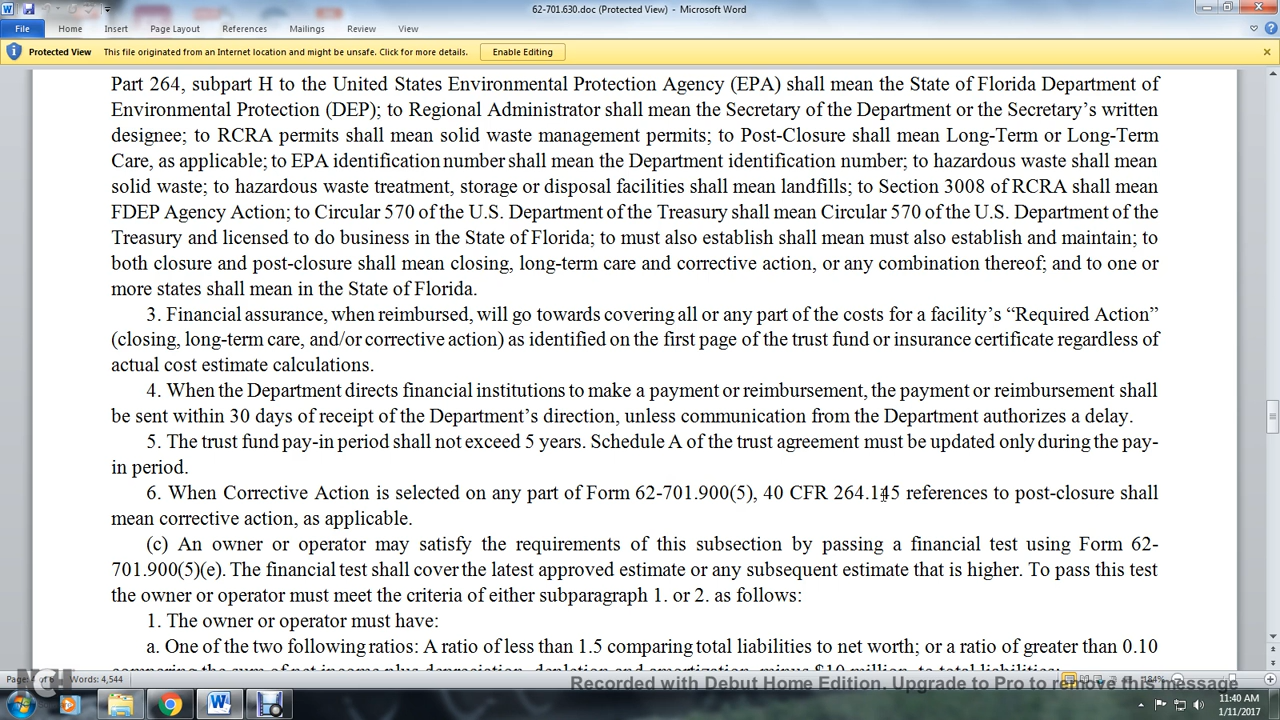 62-701.630.doc (Protected View) - Microsoft Word
File Home Insert Page Layout References Mailings Review View
Protected View This file originated from an Internet location and might be unsafe. Click for more details. Enable Editing
Part 264, subpart H to the United States Environmental Protection Agency (EPA) shall mean the State of Florida Department of
Environmental Protection (DEP); to Regional Administrator shall mean the Secretary of the Department or the Secretary's written
designee; to RCRA permits shall mean solid waste management permits; to Post-Closure shall mean Long-Term or Long-Term
Care, as applicable; to EPA identification number shall mean the Department identification number; to hazardous waste shall mean
solid waste; to hazardous waste treatment, storage or disposal facilities shall mean landfills; to Section 3008 of RCRA shall mean
FDEP Agency Action; to Circular 570 of the U.S. Department of the Treasury shall mean Circular 570 of the U.S. Department of the
Treasury and licensed to do business in the State of Florida; to must also establish shall mean must also establish and maintain; to
both closure and post-closure shall mean closing, long-term care and corrective action, or any combination thereof; and to one or
more states shall mean in the State of Florida.
3. Financial assurance, when reimbursed, will go towards covering all or any part of the costs for a facility's “Required Action”
(closing, long-term care, and/or corrective action) as identified on the first page of the trust fund or insurance certificate regardless of
actual cost estimate calculations.
4. When the Department directs financial institutions to make a payment or reimbursement, the payment or reimbursement shall
be sent within 30 days of receipt of the Department's direction, unless communication from the Department authorizes a delay.
5. The trust fund pay-in period shall not exceed 5 years. Schedule A of the trust agreement must be updated only during the pay-
in period.
6. When Corrective Action is selected on any part of Form 62-701.900(5), 40 CFR 264.145 references to post-closure shall
mean corrective action, as applicable.
(c) An owner or operator may satisfy the requirements of this subsection by passing a financial test using Form 62-
701.900(5)(e). The financial test shall cover the latest approved estimate or any subsequent estimate that is higher. To pass this test
the owner or operator must meet the criteria of either subparagraph 1. or 2. as follows:
1. The owner or operator must have:
a. One of the two following ratios: A ratio of less than 1.5 comparing total liabilities to net worth; or a ratio of greater than 0.10
comparing the sum of net income plus depreciation, depletion and amortization, minus $10 million, to total liabilities;
Page: 4 of 6 Words: 4,544 184%
NCH
Recorded with Debut Home Edition. Upgrade to Pro to remove this message
11:40 AM
1/11/2017